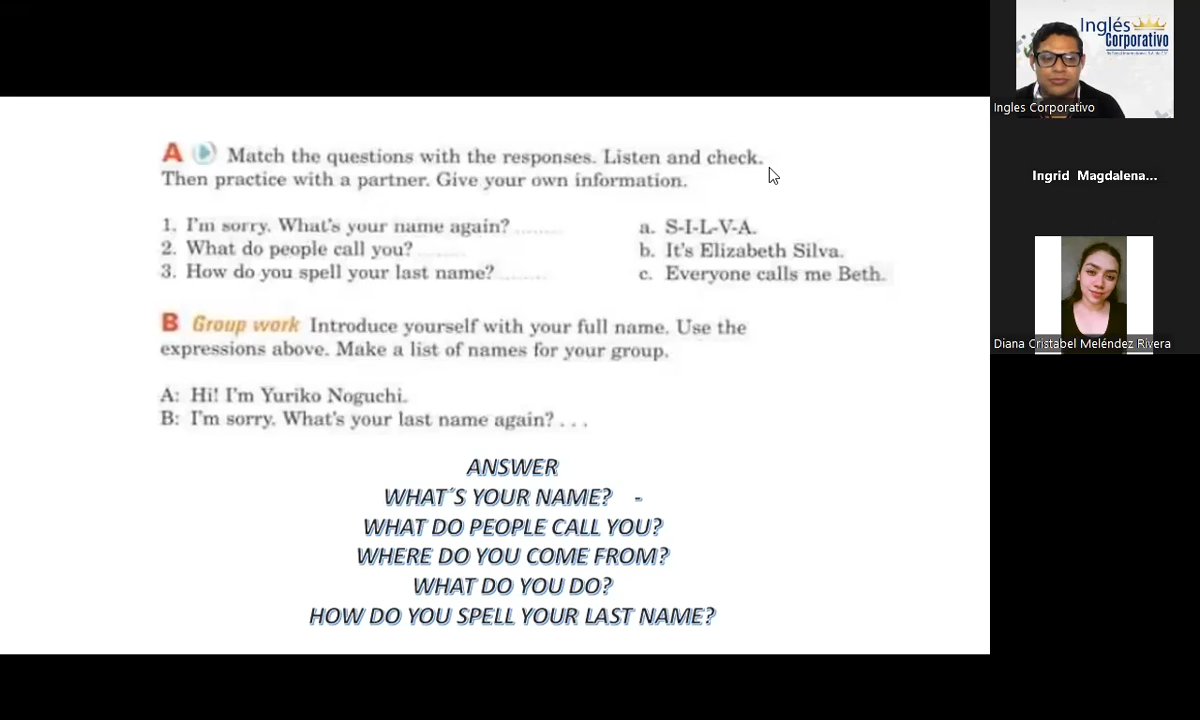 A Match the questions with the responses. Listen and check.
Then practice with a partner. Give your own information.
1. I'm sorry. What's your name again? ........
2. What do people call you? ........
3. How do you spell your last name? ........
a. S-I-L-V-A.
b. It's Elizabeth Silva.
c. Everyone calls me Beth.
B Group work Introduce yourself with your full name. Use the
expressions above. Make a list of names for your group.
A: Hi! I'm Yuriko Noguchi.
B: I'm sorry. What's your last name again? . . .
ANSWER
WHAT´S YOUR NAME? -
WHAT DO PEOPLE CALL YOU?
WHERE DO YOU COME FROM?
WHAT DO YOU DO?
HOW DO YOU SPELL YOUR LAST NAME?
Inglés
Corporativo
Ingles Corporativo
Ingrid Magdalena...
Diana Cristabel Meléndez Rivera